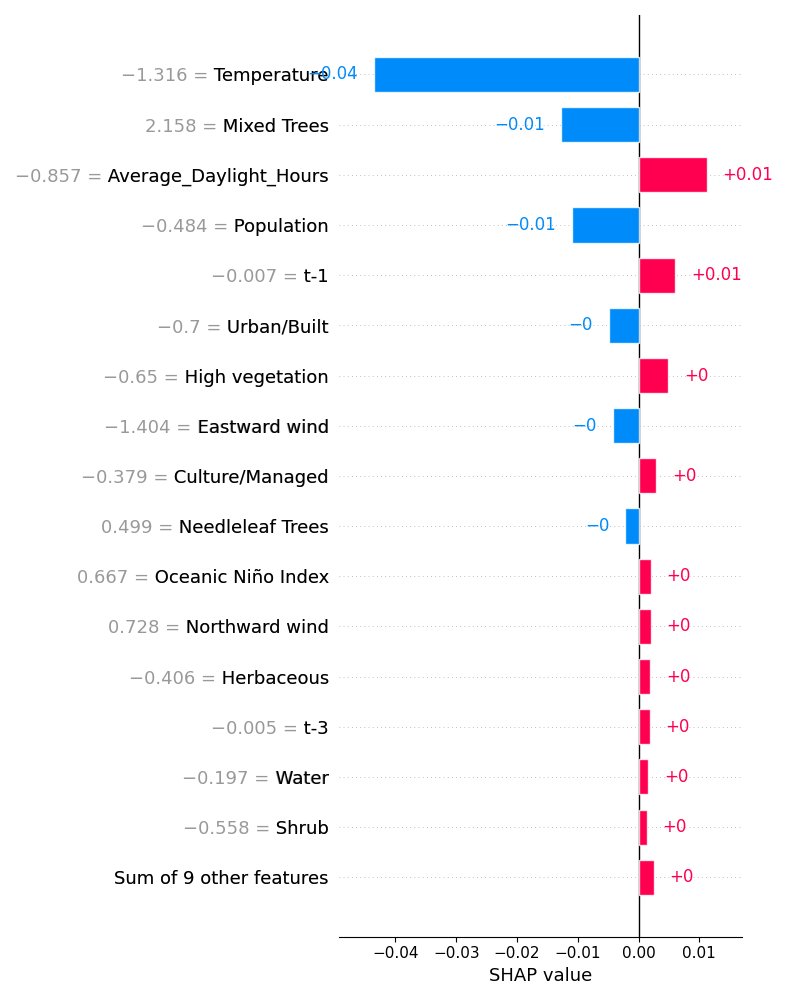 −1.316 = Temperature −0.04
2.158 = Mixed Trees −0.01
−0.857 = Average_Daylight_Hours +0.01
−0.484 = Population −0.01
−0.007 = t-1 +0.01
−0.7 = Urban/Built −0
−0.65 = High vegetation +0
−1.404 = Eastward wind −0
−0.379 = Culture/Managed +0
0.499 = Needleleaf Trees −0
0.667 = Oceanic Niño Index +0
0.728 = Northward wind +0
−0.406 = Herbaceous +0
−0.005 = t-3 +0
−0.197 = Water +0
−0.558 = Shrub +0
Sum of 9 other features +0
−0.04 −0.03 −0.02 −0.01 0.00 0.01
SHAP value